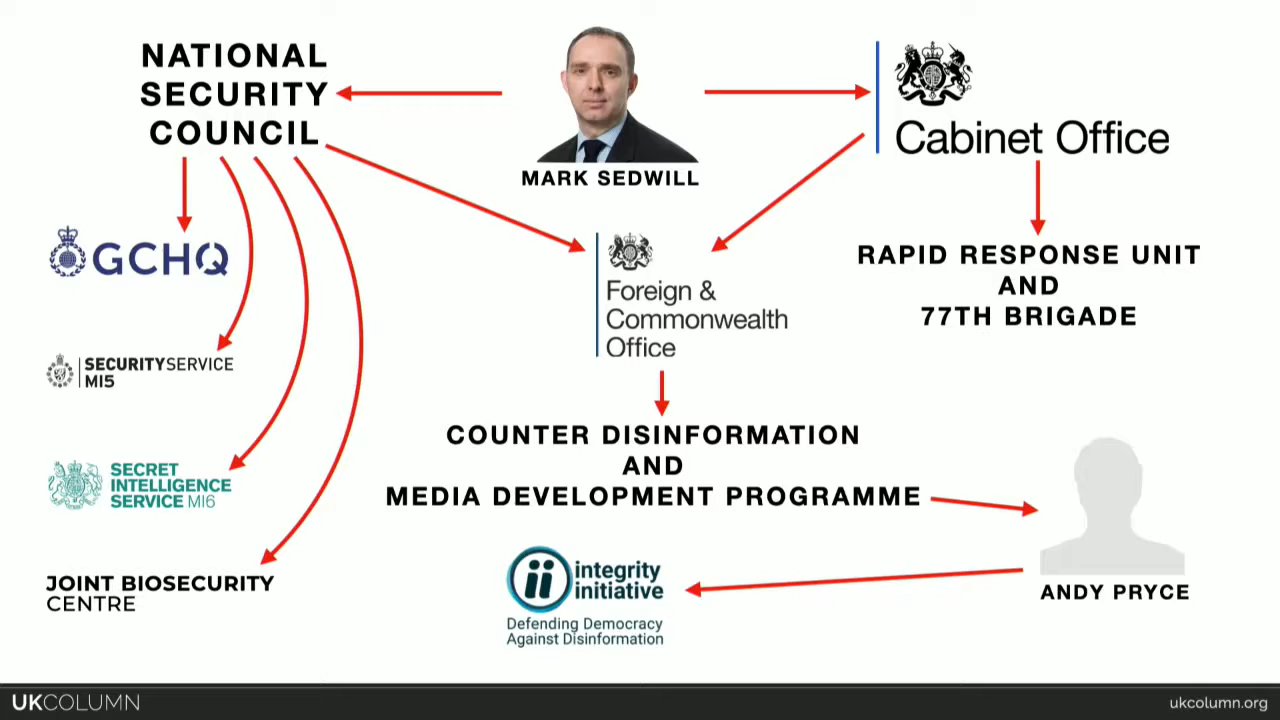 NATIONAL
SECURITY
COUNCIL
MARK SEDWILL
Cabinet Office
GCHQ
Foreign &
Commonwealth
Office
RAPID RESPONSE UNIT
AND
77TH BRIGADE
SECURITYSERVICE
MI5
COUNTER DISINFORMATION
AND
MEDIA DEVELOPMENT PROGRAMME
SECRET
INTELLIGENCE
SERVICE MI6
JOINT BIOSECURITY
CENTRE
ii integrity
initiative
Defending Democracy
Against Disinformation
ANDY PRYCE
UKCOLUMN
ukcolumn.org